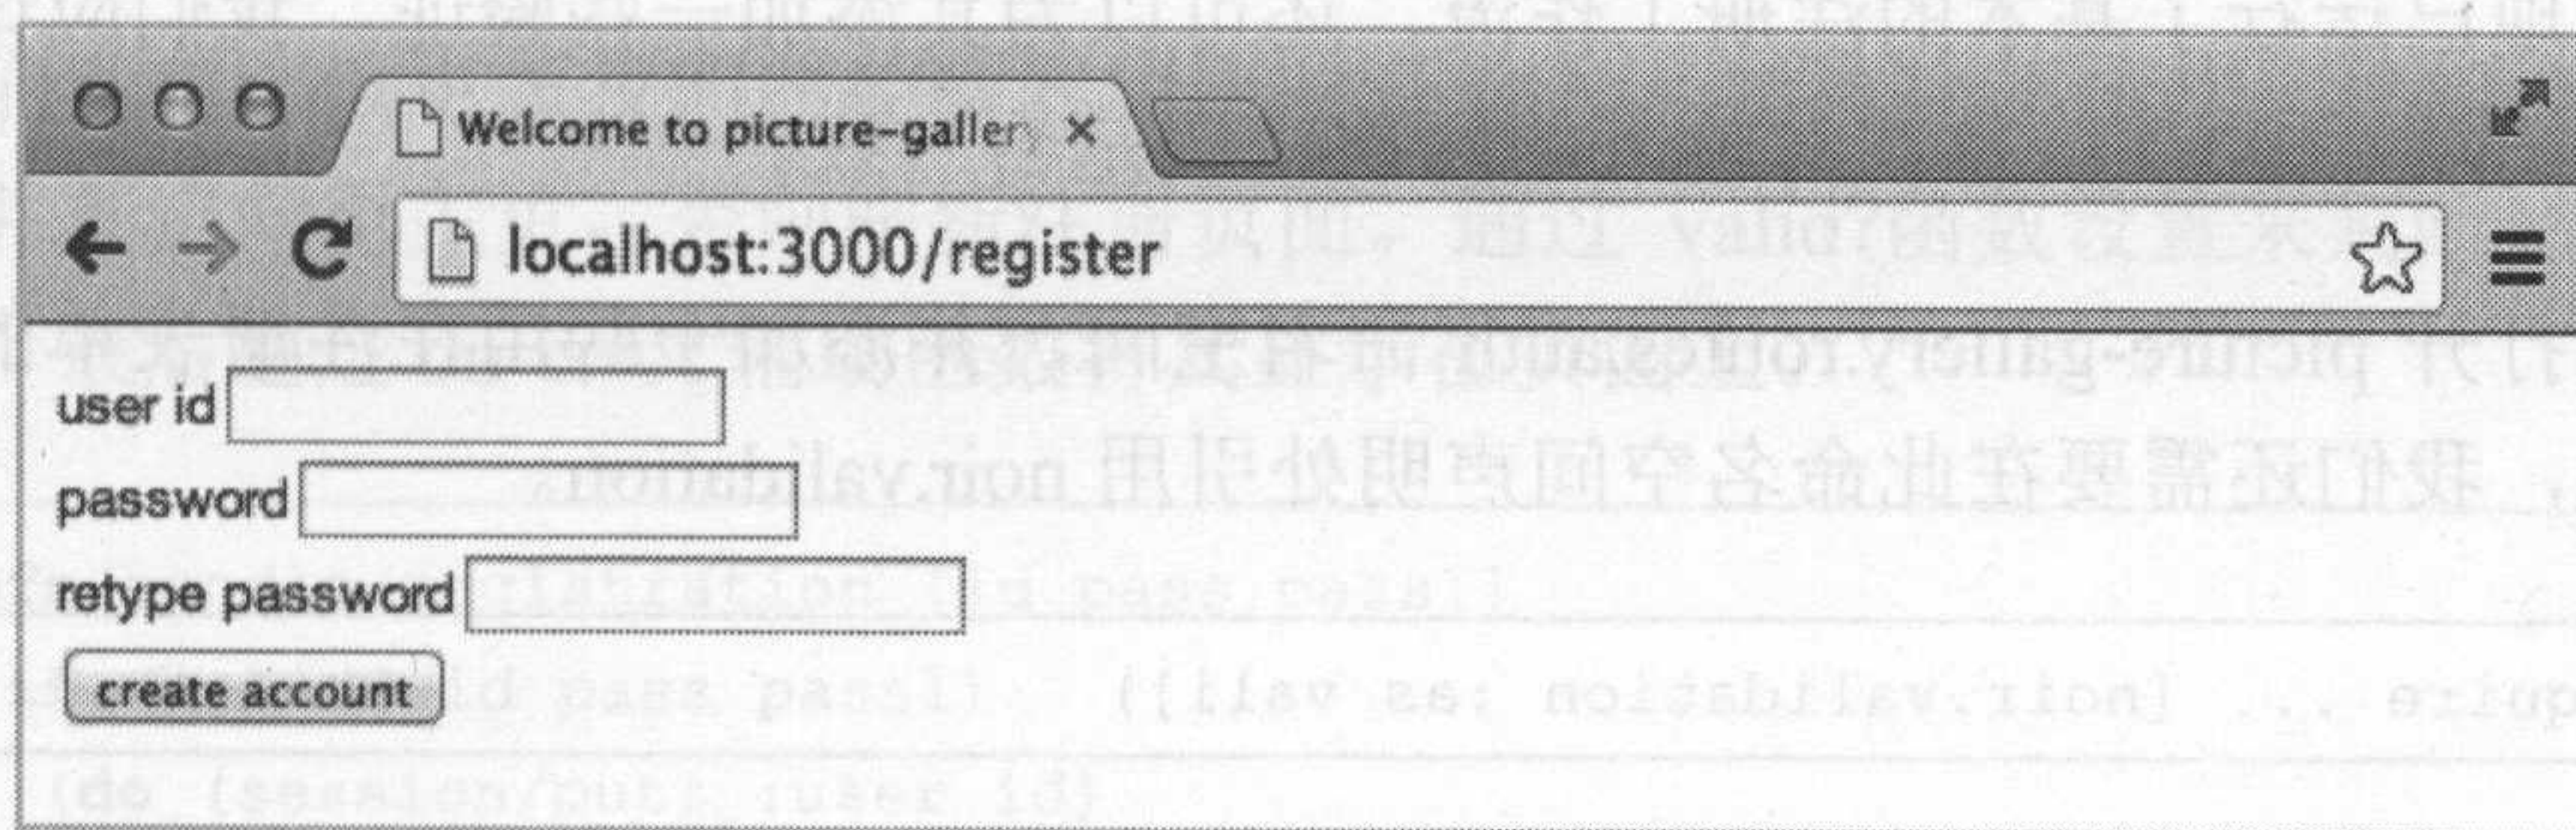 Welcome to picture-galler
localhost:3000/register
user id
password
retype password
create account